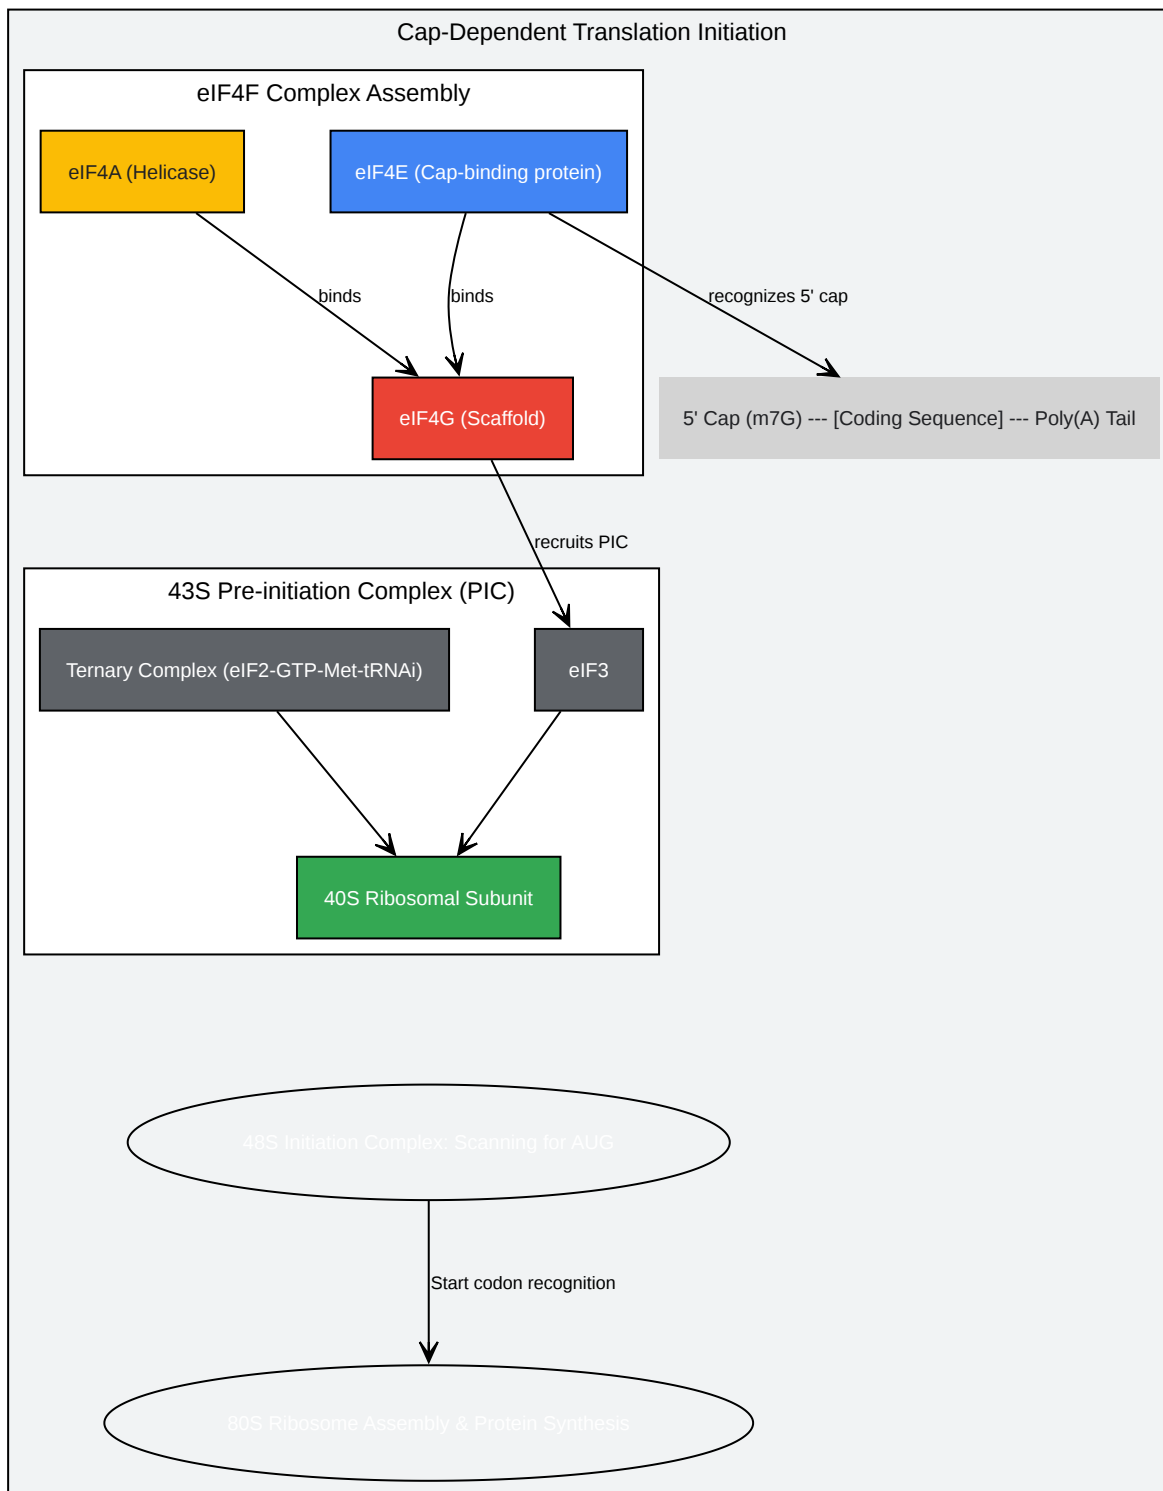 Cap-Dependent Translation Initiation
eIF4F Complex Assembly
eIF4A (Helicase)
eIF4E (Cap-binding protein)
binds
binds
recognizes 5' cap
eIF4G (Scaffold)
5' Cap (m7G) --- [Coding Sequence] --- Poly(A) Tail
recruits PIC
43S Pre-initiation Complex (PIC)
Ternary Complex (eIF2-GTP-Met-tRNAi)
eIF3
40S Ribosomal Subunit
48S Initiation Complex: Scanning for AUG
Start codon recognition
80S Ribosome Assembly & Protein Synthesis